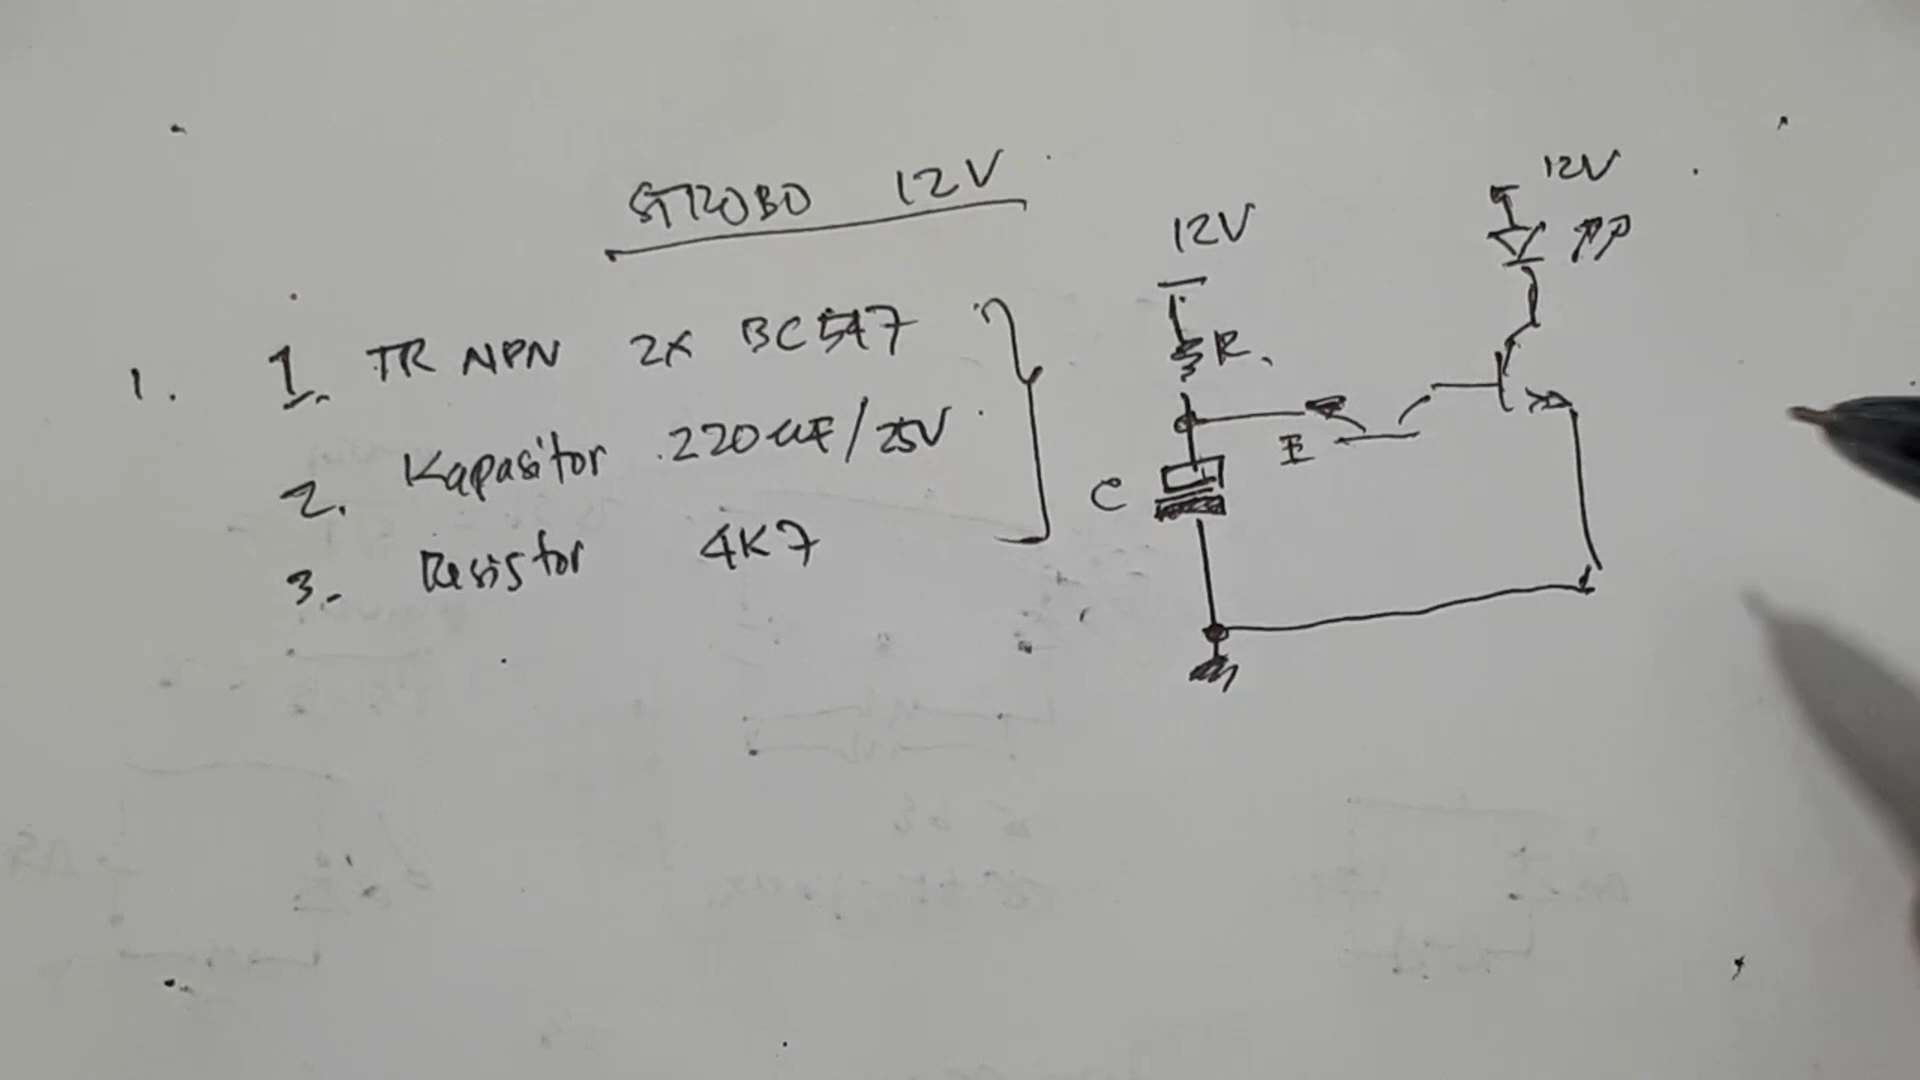 STROBO 12V
1. 1. TR NPN 2X BC547
2. Kapasitor 220uF/25V
3. Resistor 4K7
12V
R.
C
E
12V